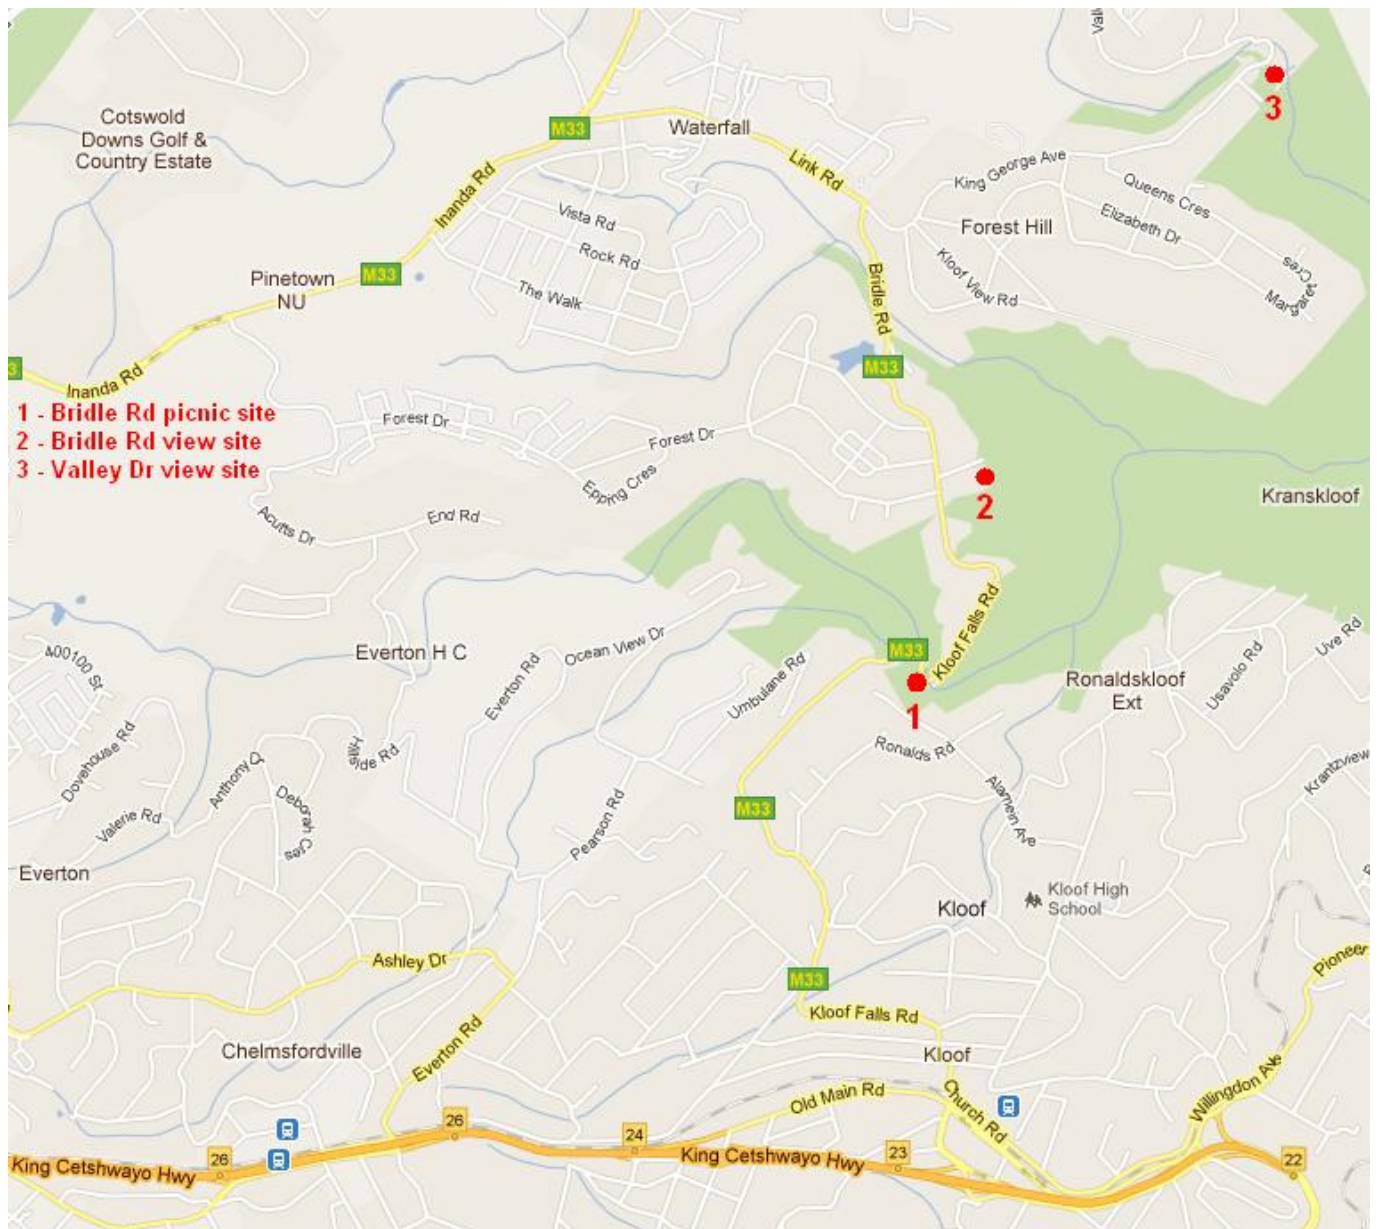 Valley
3
Cotswold
Downs Golf &
Country Estate
M33
Waterfall
Link Rd
Inanda Rd
King George Ave
Queens Cres
Elizabeth Dr
Forest Hill
Vista Rd
Rock Rd
The Walk
Kloof View Rd
Margaret Cres
Pinetown
NU
M33
Bridle Rd
3
Inanda Rd
M33
1 - Bridle Rd picnic site
2 - Bridle Rd view site
3 - Valley Dr view site
Forest Dr
Forest Dr
Epping Cres
2
Kranskloof
Acutts Dr
End Rd
Kloof Falls Rd
Everton H C
Ocean View Dr
M33
Everton Rd
Umbulane Rd
1
Ronaldskloof
Ext
Usavolo Rd
Uve Rd
A00100 St
Dovehouse Rd
Hillside Rd
Ronalds Rd
Anthony
Deborah Cres
Valerie Rd
Pearson Rd
M33
Alamein Ave
Krantzview
Everton
Kloof
Kloof High
School
Ashley Dr
M33
Pioneer
Kloof Falls Rd
Chelmsfordville
Everton Rd
Kloof
Old Main Rd
Church Rd
Willingdon Ave
26
24
King Cetshwayo Hwy
26
King Cetshwayo Hwy
23
22